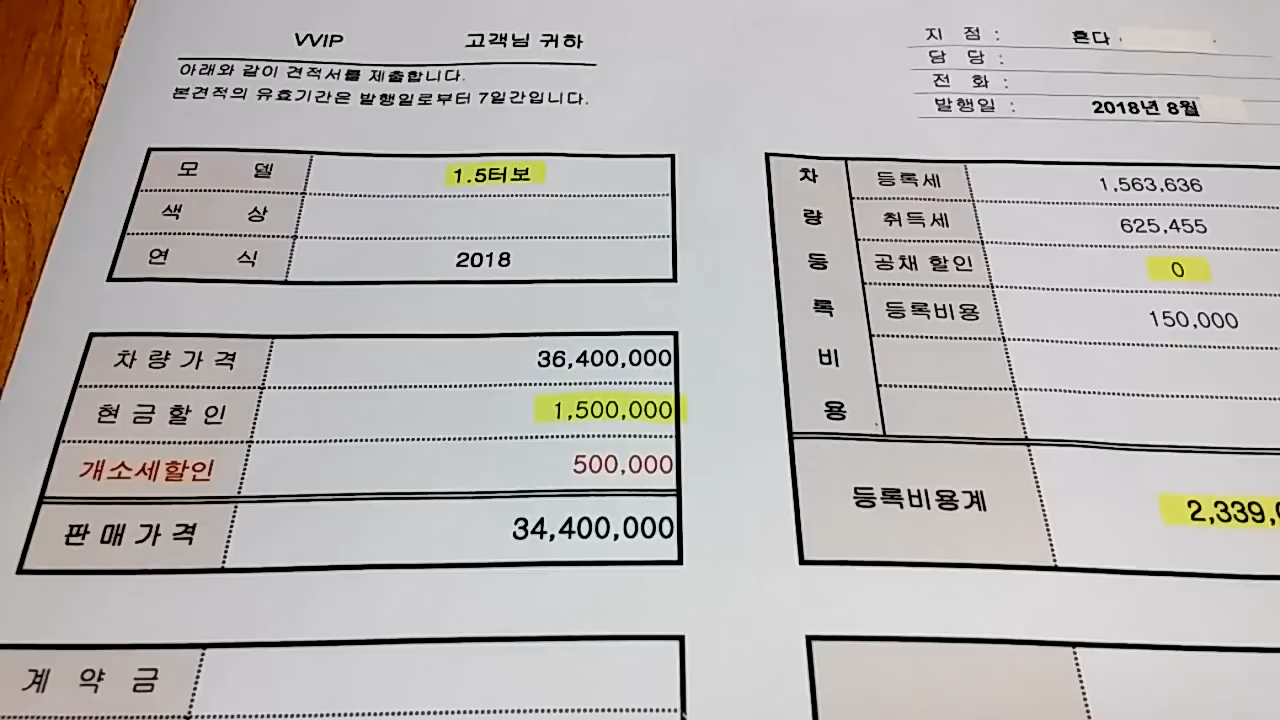 VVIP 고객님 귀하
아래와 같이 견적서를 제출합니다.
본견적의 유효기간은 발행일로부터 7일간입니다.
지 점 : 혼다
담 당 :
전 화 :
발행일 : 2018년 8월
모 델 1.5터보
색 상
연 식 2018
차량가격 36,400,000
현금할인 1,500,000
개소세할인 500,000
판매가격 34,400,000
차량등록비용
등록세 1,563,636
취득세 625,455
공채 할인 0
등록비용 150,000
등록비용계 2,339,
계 약 금